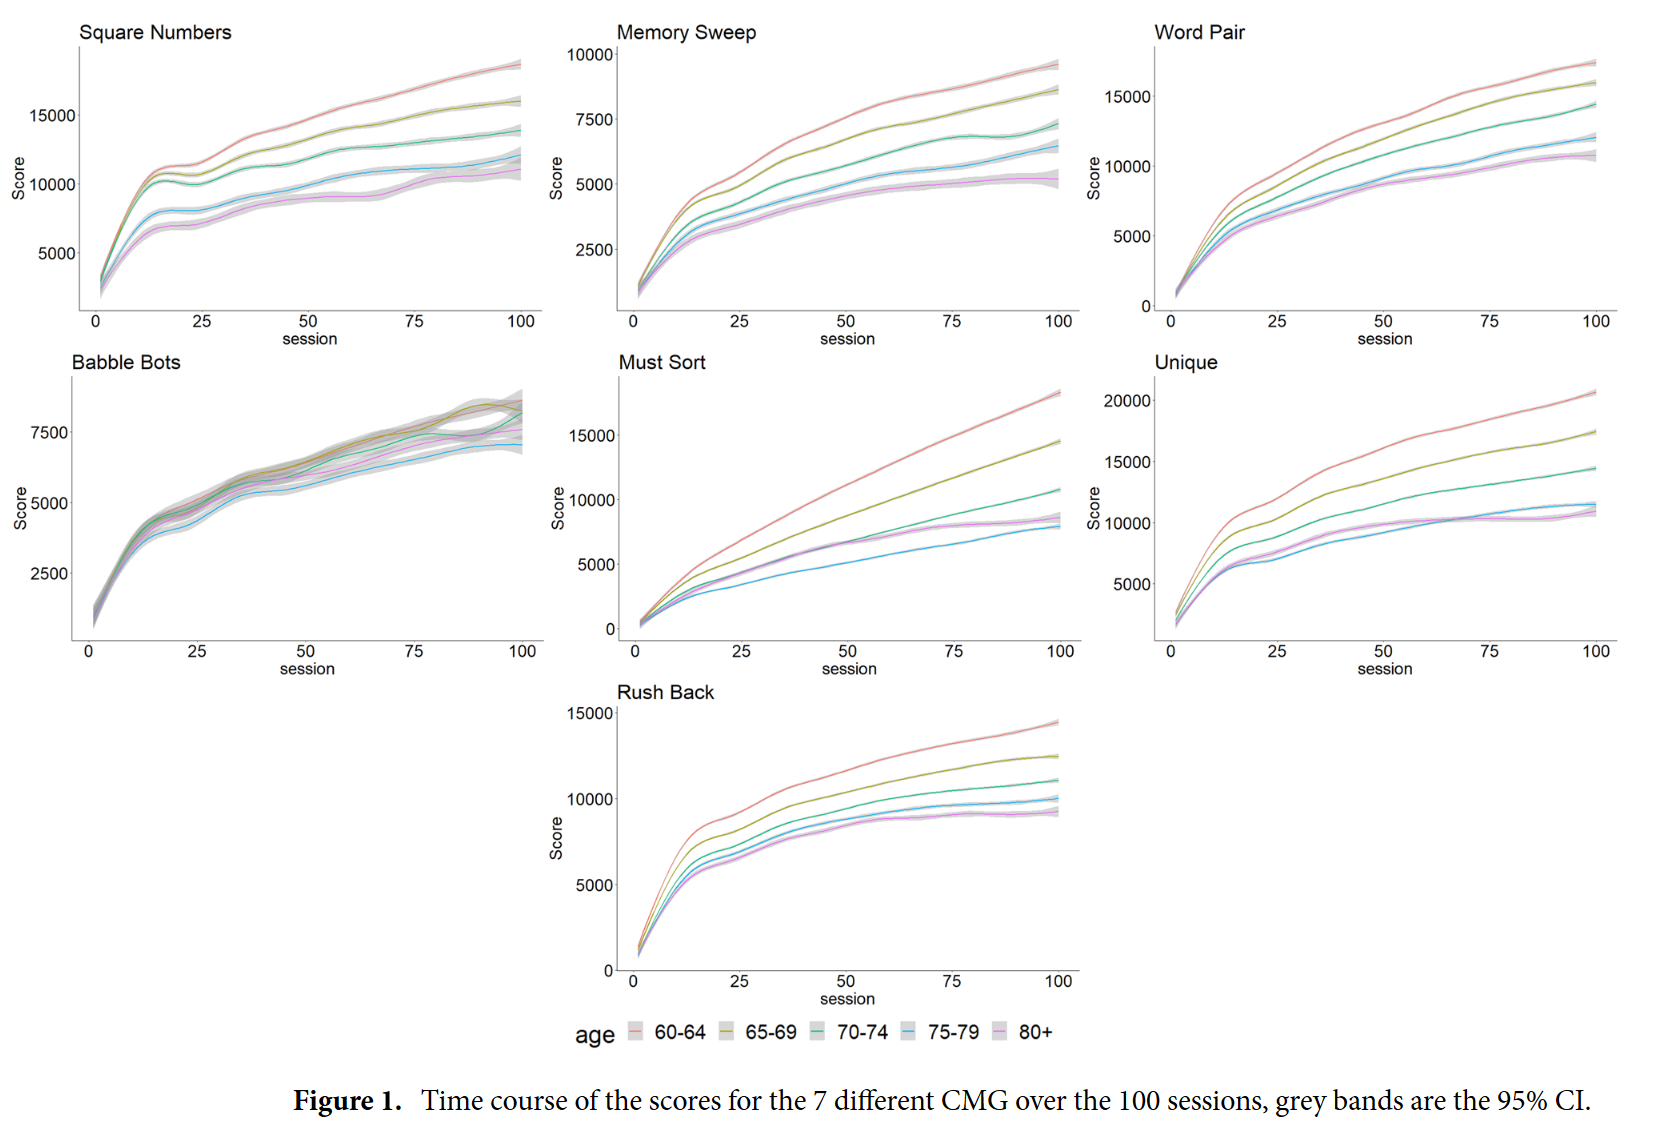 Square Numbers
Score
15000
10000
5000
0 25 50 75 100
session
Memory Sweep
Score
10000
7500
5000
2500
0 25 50 75 100
session
Word Pair
Score
15000
10000
5000
0
0 25 50 75 100
session
Babble Bots
Score
7500
5000
2500
0 25 50 75 100
session
Must Sort
Score
15000
10000
5000
0
0 25 50 75 100
session
Unique
Score
20000
15000
10000
5000
0 25 50 75 100
session
Rush Back
Score
15000
10000
5000
0
0 25 50 75 100
session
age 60-64 65-69 70-74 75-79 80+
Figure 1. Time course of the scores for the 7 different CMG over the 100 sessions, grey bands are the 95% CI.